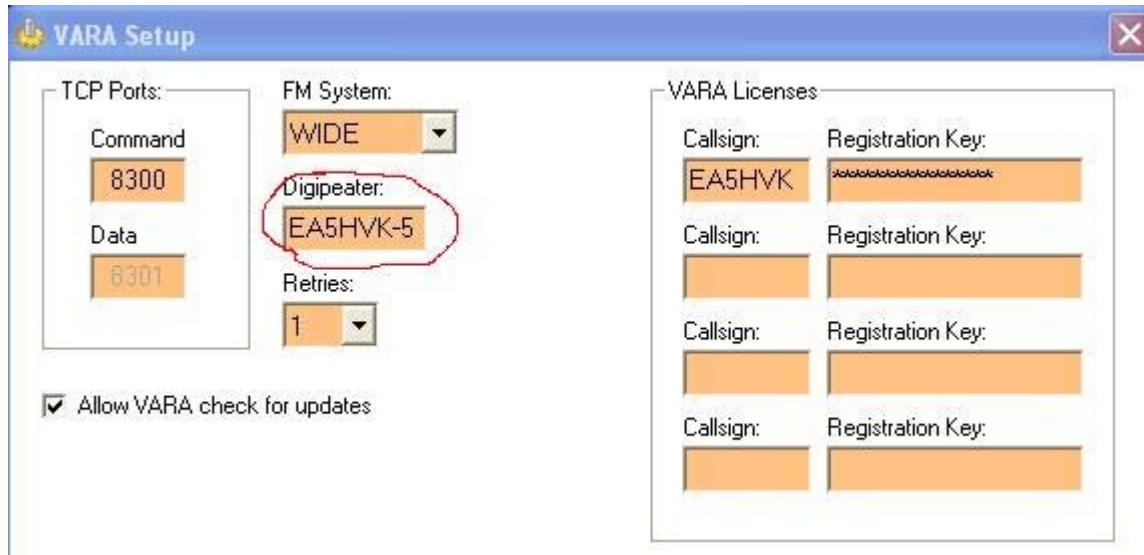 VARA Setup
TCP Ports:
Command
8300
Data
8301
FM System:
WIDE
Digipeater:
EA5HVK-5
Retries:
1
Allow VARA check for updates
VARA Licenses
Callsign: Registration Key:
EA5HVK ******************
Callsign: Registration Key:
Callsign: Registration Key:
Callsign: Registration Key: